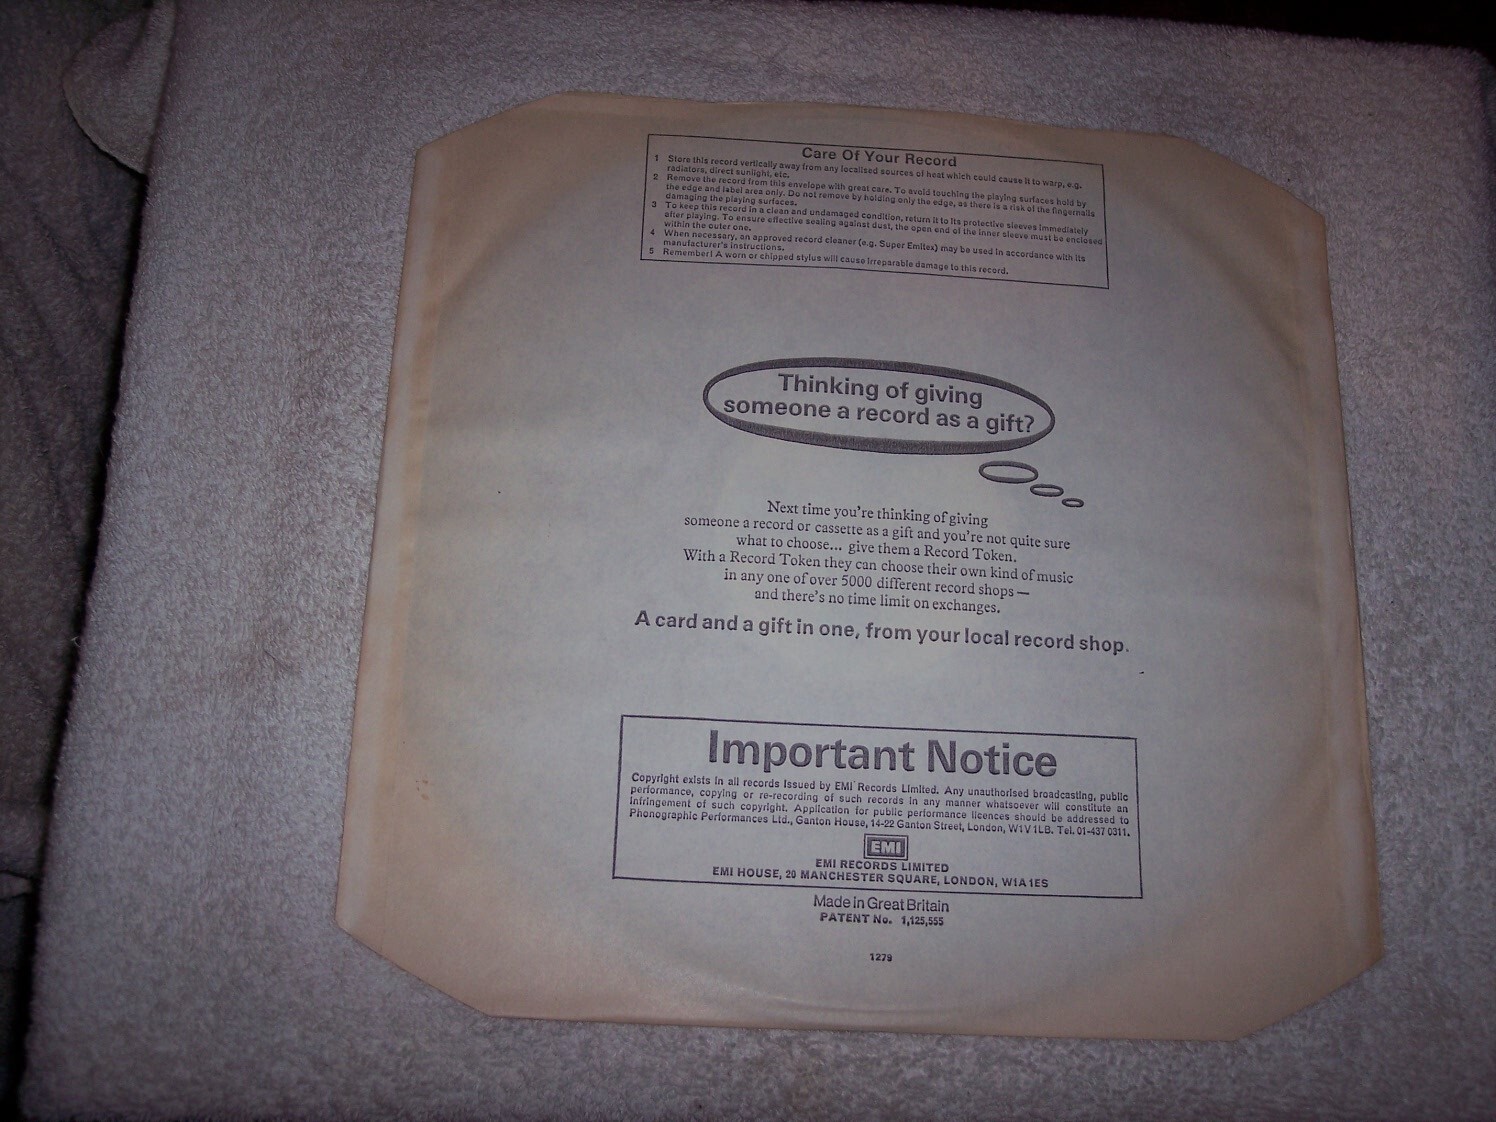 Care Of Your Record
1 Store this record vertically away from any localised sources of heat which could cause it to warp, e.g.
radiators, direct sunlight, etc.
2 Remove the record from this envelope with great care. To avoid touching the playing surfaces hold by
the edge and label area only. Do not remove by holding only the edge, as there is a risk of the fingernails
damaging the playing surfaces.
3 To keep this record in a clean and undamaged condition, return it to its protective sleeves immediately
after playing. To ensure effective sealing against dust, the open end of the inner sleeve must be enclosed
within the outer one.
4 When necessary, an approved record cleaner (e.g. Super Emitex) may be used in accordance with its
manufacturer's instructions.
5 Remember! A worn or chipped stylus will cause irreparable damage to this record.
Thinking of giving
someone a record as a gift?
Next time you're thinking of giving
someone a record or cassette as a gift and you're not quite sure
what to choose... give them a Record Token.
With a Record Token they can choose their own kind of music
in any one of over 5000 different record shops —
and there's no time limit on exchanges.
A card and a gift in one, from your local record shop.
Important Notice
Copyright exists in all records issued by EMI Records Limited. Any unauthorised broadcasting, public
performance, copying or re-recording of such records in any manner whatsoever will constitute an
infringement of such copyright. Application for public performance licences should be addressed to
Phonographic Performances Ltd., Ganton House, 14-22 Ganton Street, London, W1V 1LB. Tel. 01-437 0311.
EMI
EMI RECORDS LIMITED
EMI HOUSE, 20 MANCHESTER SQUARE, LONDON, W1A 1ES
Made in Great Britain
PATENT No. 1,125,555
1279